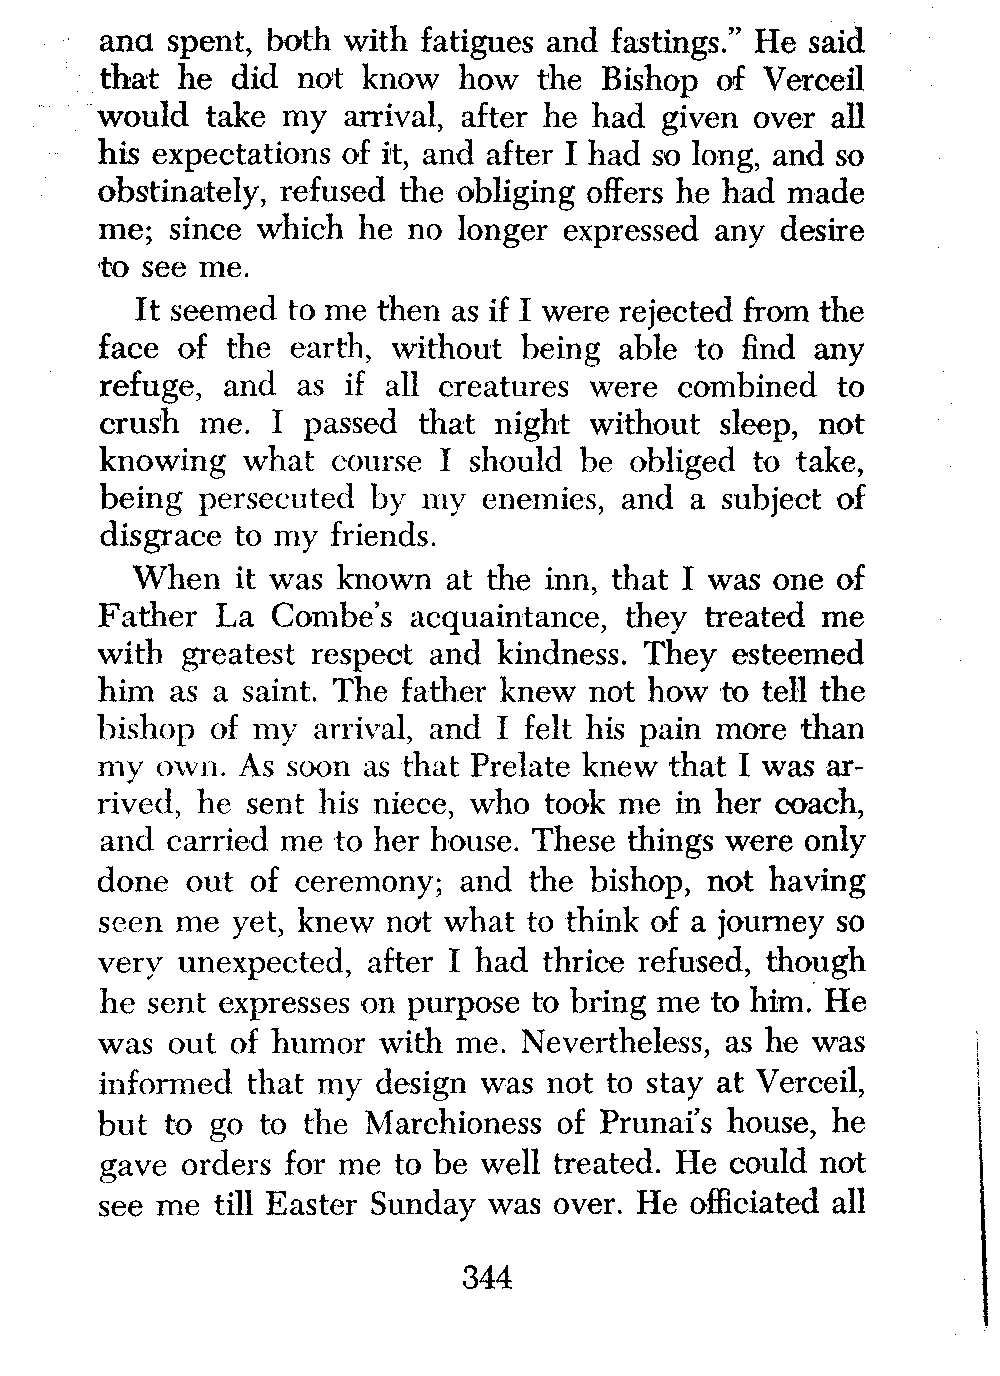 and spent, both with fatigues and fastings.” He said
that he did not know how the Bishop of Verceil
would take my arrival, after he had given over all
his expectations of it, and after I had so long, and so
obstinately, refused the obliging offers he had made
me; since which he no longer expressed any desire
to see me.
It seemed to me then as if I were rejected from the
face of the earth, without being able to find any
refuge, and as if all creatures were combined to
crush me. I passed that night without sleep, not
knowing what course I should be obliged to take,
being persecuted by my enemies, and a subject of
disgrace to my friends.
When it was known at the inn, that I was one of
Father La Combe’s acquaintance, they treated me
with greatest respect and kindness. They esteemed
him as a saint. The father knew not how to tell the
bishop of my arrival, and I felt his pain more than
my own. As soon as that Prelate knew that I was ar-
rived, he sent his niece, who took me in her coach,
and carried me to her house. These things were only
done out of ceremony; and the bishop, not having
seen me yet, knew not what to think of a journey so
very unexpected, after I had thrice refused, though
he sent expresses on purpose to bring me to him. He
was out of humor with me. Nevertheless, as he was
informed that my design was not to stay at Verceil,
but to go to the Marchioness of Prunai’s house, he
gave orders for me to be well treated. He could not
see me till Easter Sunday was over. He officiated all
344